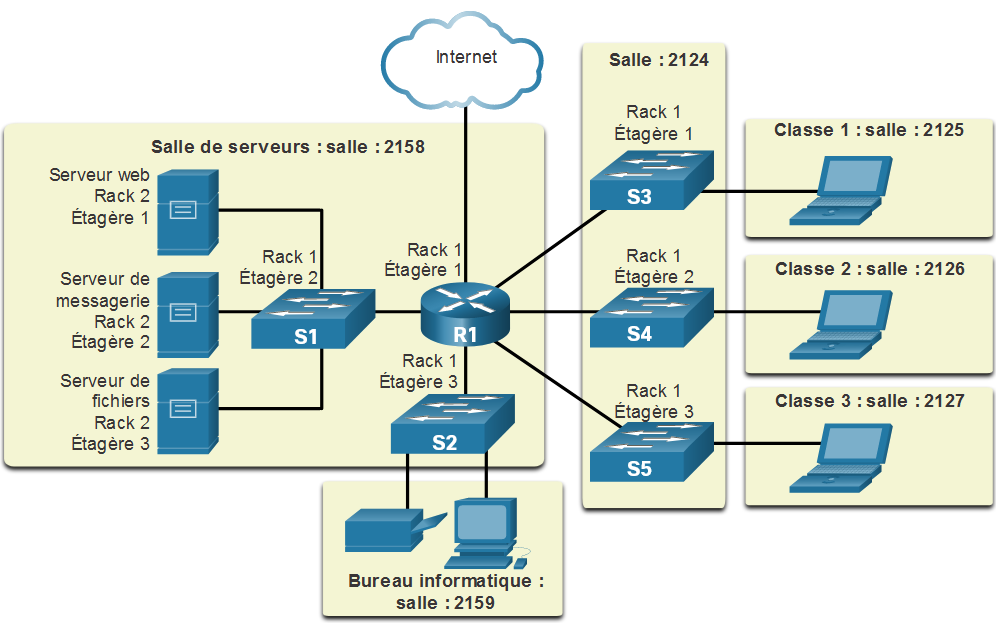 Internet
Salle de serveurs : salle : 2158
Serveur web
Rack 2
Étagère 1
Serveur de
messagerie
Rack 2
Étagère 2
Serveur de
fichiers
Rack 2
Étagère 3
Rack 1
Étagère 2
S1
Rack 1
Étagère 1
R1
Rack 1
Étagère 3
S2
Bureau informatique :
salle : 2159
Salle : 2124
Rack 1
Étagère 1
S3
Rack 1
Étagère 2
S4
Rack 1
Étagère 3
S5
Classe 1 : salle : 2125
Classe 2 : salle : 2126
Classe 3 : salle : 2127